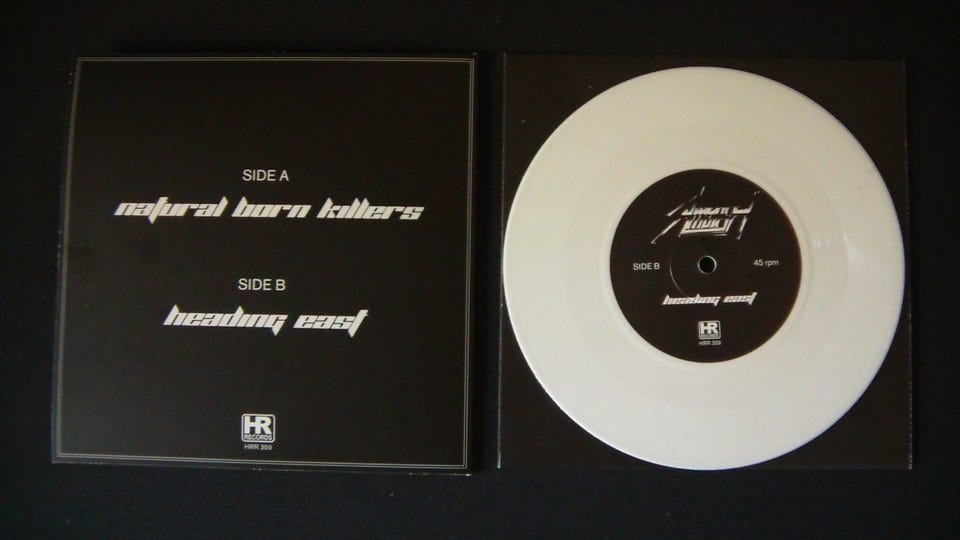 SIDE A
natural born killers
SIDE B
heading east
HR
RECORDS
HRR 359
SIDE B
45 rpm
heading east
HR
RECORDS
HRR 359